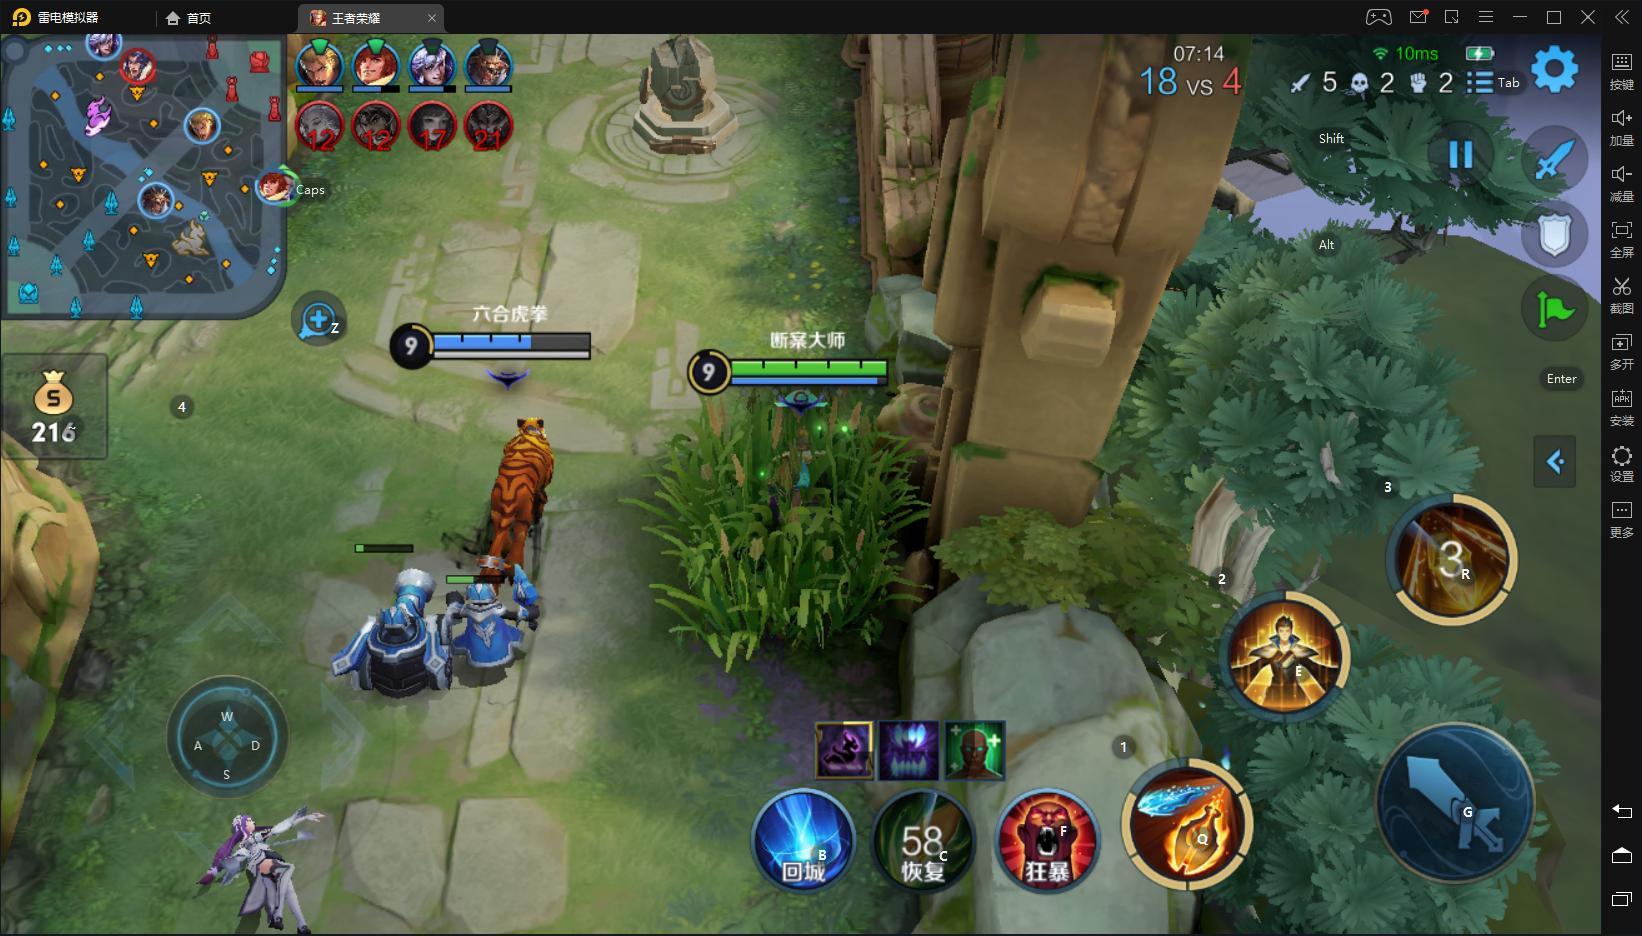 雷电模拟器
首页
王者荣耀
07:14
18 vs 4
10ms
5
2
2
Tab
12
12
17
21
Caps
Shift
Alt
Enter
Z
六合虎拳
9
断案大师
9
4
3
2
1
3
R
E
Q
G
W
A
D
S
B
回城
58
C
恢复
F
狂暴
按键
加量
减量
全屏
截图
多开
APK
安装
设置
更多